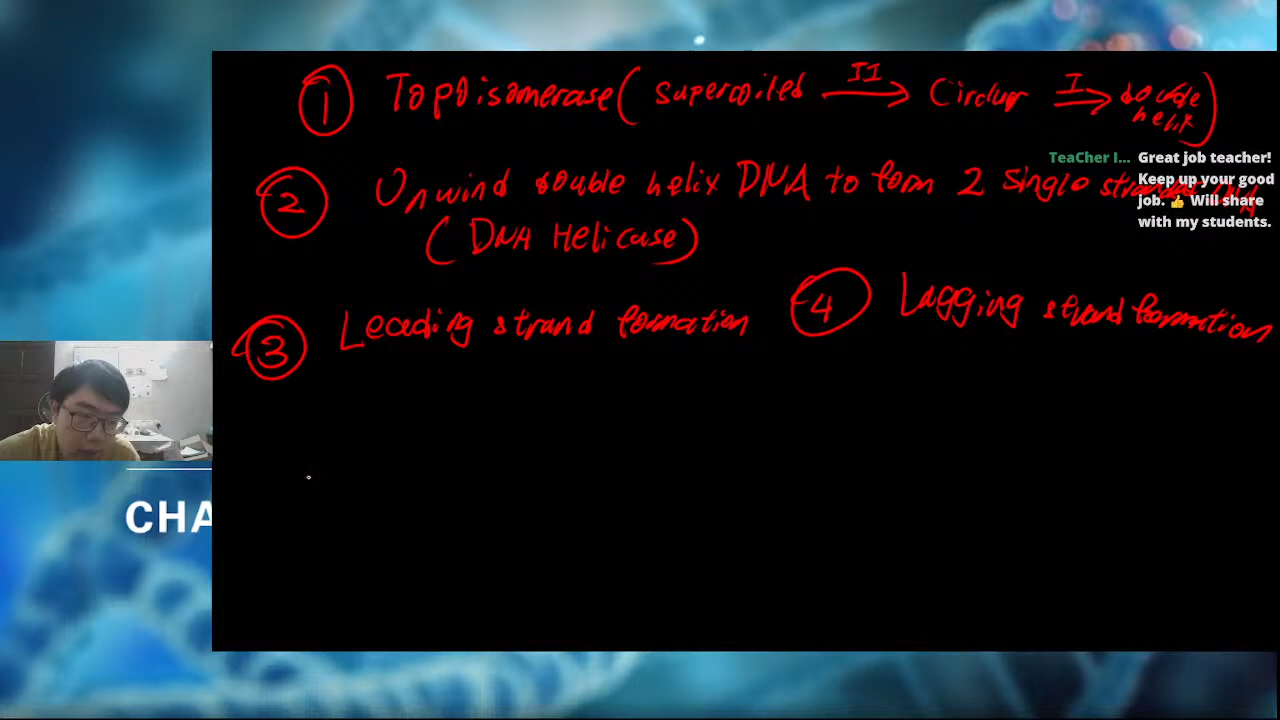 1 Topoisomerase ( supercoiled II Circular I double
helix )
TeaCher I... Great job teacher!
Keep up your good
job. 👍 Will share
with my students.
2 Unwind double helix DNA to form 2 single stranded DNA
( DNA Helicase )
3 Leading strand formation
4 Lagging strand formation
CHA